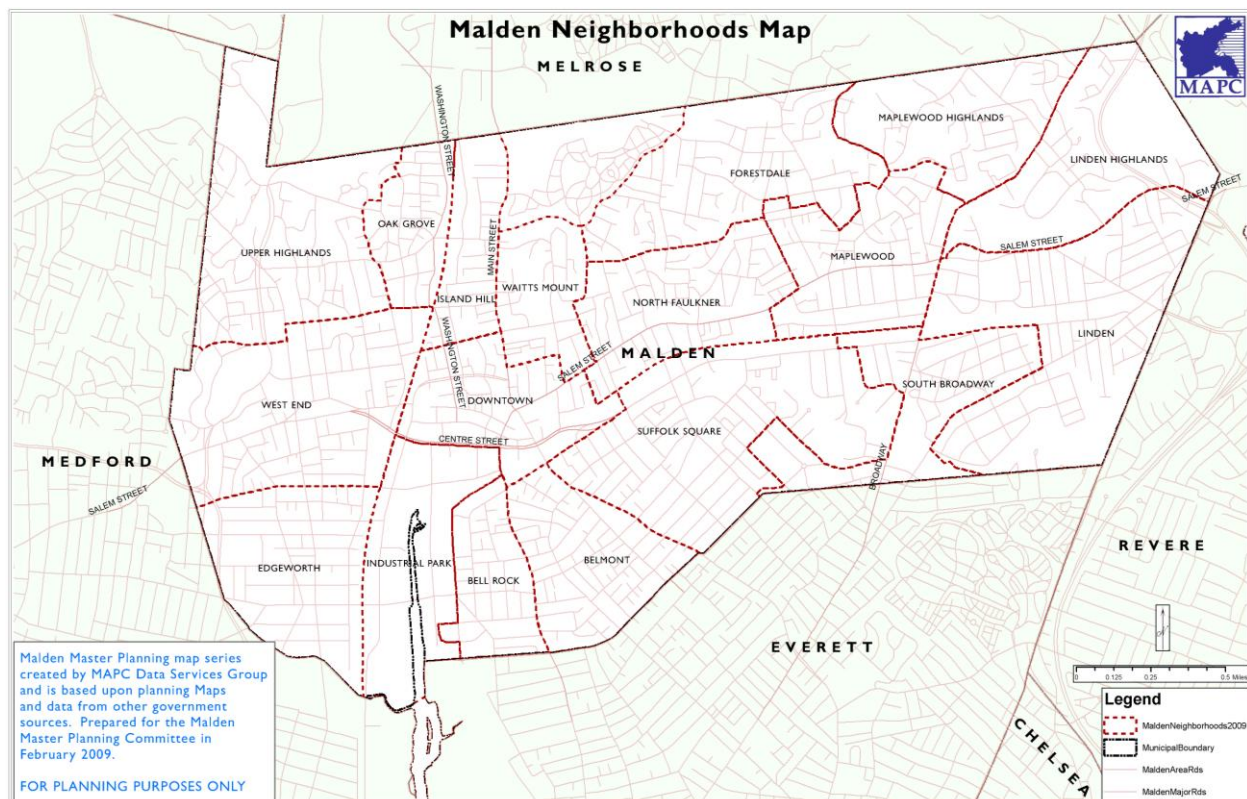 Malden Neighborhoods Map
MAPC
MELROSE
WASHINGTON STREET
MAPLEWOOD HIGHLANDS
LINDEN HIGHLANDS
FORESTDALE
SALEM STREET
OAK GROVE
MAIN STREET
UPPER HIGHLANDS
SALEM STREET
MAPLEWOOD
WAITTS MOUNT
ISLAND HILL
NORTH FAULKNER
WASHINGTON STREET
LINDEN
MALDEN
SALEM STREET
SOUTH BROADWAY
WEST END
DOWNTOWN
SUFFOLK SQUARE
CENTRE STREET
MEDFORD
BROADWAY
SALEM STREET
REVERE
EDGEWORTH
INDUSTRIAL PARK
BELL ROCK
BELMONT
EVERETT
CHELSEA
Malden Master Planning map series
created by MAPC Data Services Group
and is based upon planning Maps
and data from other government
sources. Prepared for the Malden
Master Planning Committee in
February 2009.
FOR PLANNING PURPOSES ONLY
0 0.125 0.25 0.5 Miles
Legend
MaldenNeighborhoods2009
MunicipalBoundary
MaldenAreaRds
MaldenMajorRds